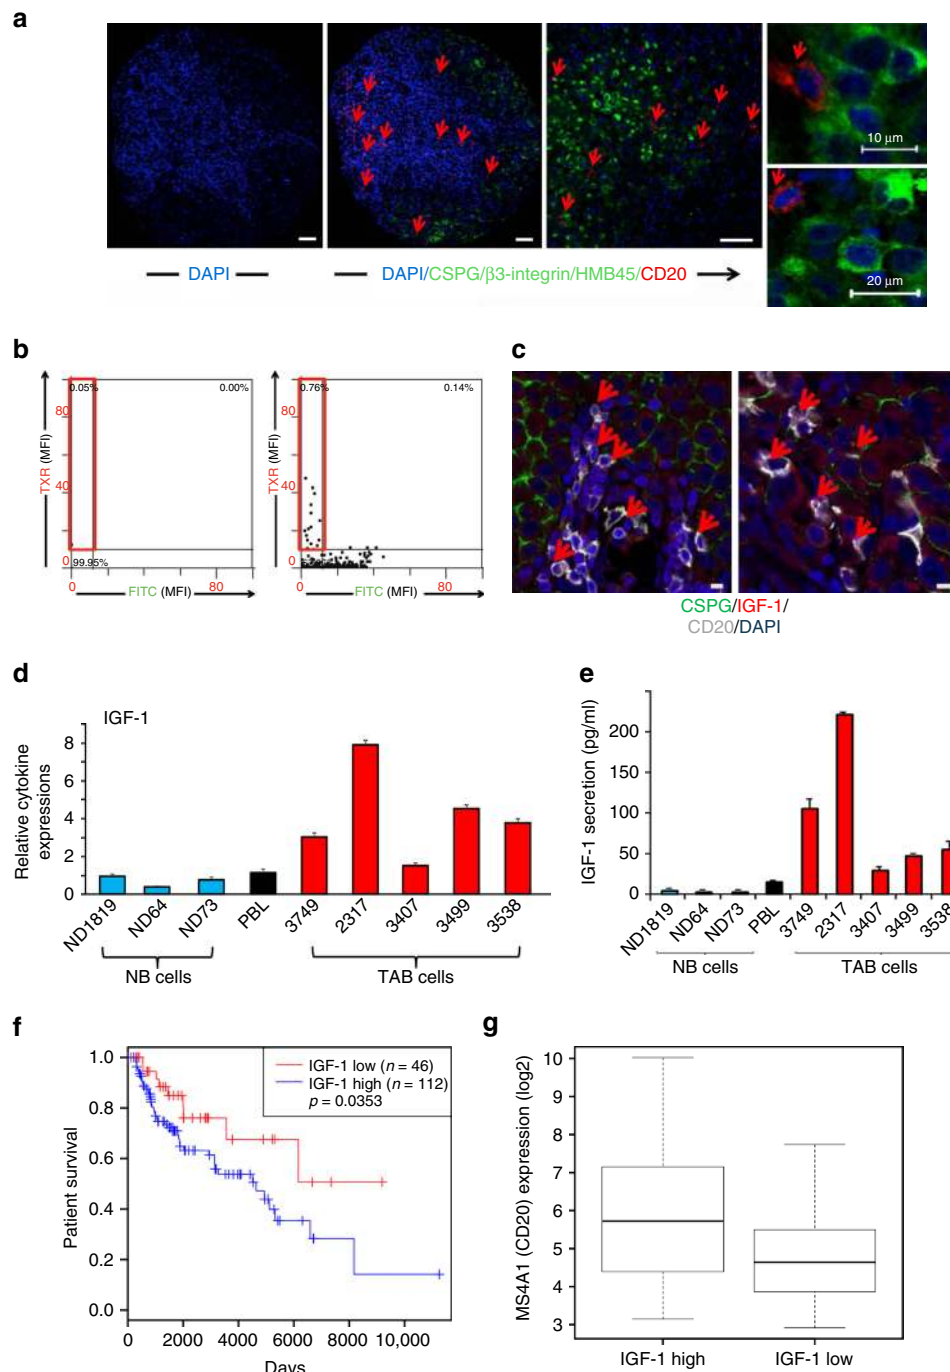 a
10 μm
20 μm
DAPI
DAPI/CSPG/β3-integrin/HMB45/CD20
b
0.05%
0.00%
80
40
0
TXR (MFI)
99.95%
0
80
FITC (MFI)
0.76%
0.14%
80
40
0
TXR (MFI)
0
80
FITC (MFI)
c
CSPG/IGF-1/
CD20/DAPI
d
IGF-1
Relative cytokine
expressions
8
6
4
2
0
ND1819
ND64
ND73
PBL
3749
2317
3407
3499
3538
NB cells
TAB cells
e
IGF-1 secretion (pg/ml)
200
150
100
50
0
ND1819
ND64
ND73
PBL
3749
2317
3407
3499
3538
NB cells
TAB cells
f
IGF-1 low (n = 46)
IGF-1 high (n = 112)
p = 0.0353
Patient survival
1.0
0.8
0.6
0.4
0.2
0.0
0
2000
4000
6000
8000
10,000
Days
g
MS4A1 (CD20) expression (log2)
10
9
8
7
6
5
4
3
IGF-1 high
IGF-1 low